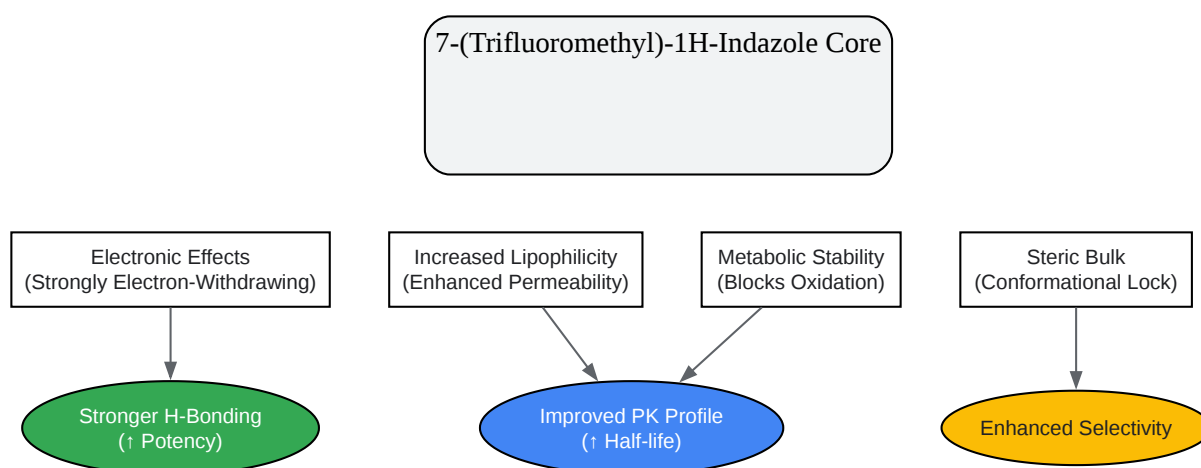 7-(Trifluoromethyl)-1H-Indazole Core
Electronic Effects
(Strongly Electron-Withdrawing)
Increased Lipophilicity
(Enhanced Permeability)
Metabolic Stability
(Blocks Oxidation)
Steric Bulk
(Conformational Lock)
Stronger H-Bonding
(↑ Potency)
Improved PK Profile
(↑ Half-life)
Enhanced Selectivity